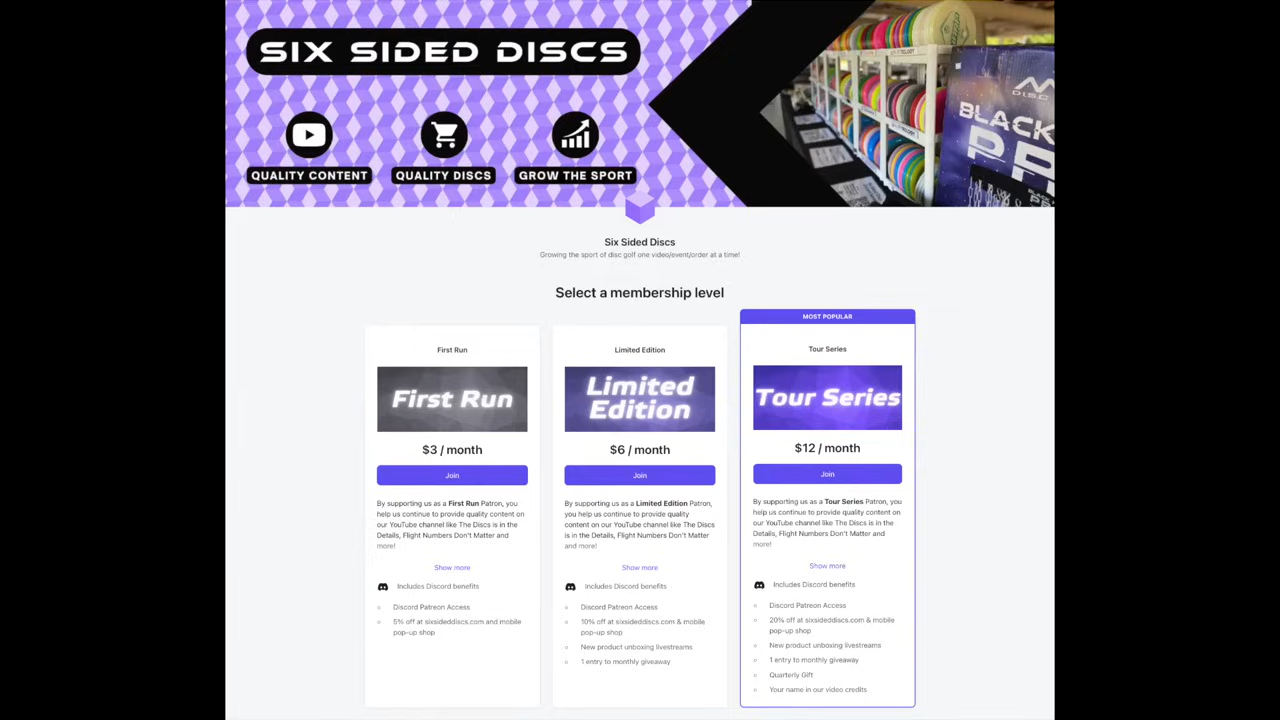 SIX SIDED DISCS
QUALITY CONTENT
QUALITY DISCS
GROW THE SPORT
DISC
BLACK
P
PR
Six Sided Discs
Growing the sport of disc golf one video/event/order at a time!
Select a membership level
First Run
First Run
$3 / month
Join
By supporting us as a First Run Patron, you
help us continue to provide quality content on
our YouTube channel like The Discs is in the
Details, Flight Numbers Don't Matter and
more!
Show more
Includes Discord benefits
Discord Patreon Access
5% off at sixsideddiscs.com and mobile
pop-up shop
Limited Edition
Limited
Edition
$6 / month
Join
By supporting us as a Limited Edition Patron,
you help us continue to provide quality
content on our YouTube channel like The Discs
is in the Details, Flight Numbers Don't Matter
and more!
Show more
Includes Discord benefits
Discord Patreon Access
10% off at sixsideddiscs.com & mobile
pop-up shop
New product unboxing livestreams
1 entry to monthly giveaway
MOST POPULAR
Tour Series
Tour Series
$12 / month
Join
By supporting us as a Tour Series Patron, you
help us continue to provide quality content on
our YouTube channel like The Discs is in the
Details, Flight Numbers Don't Matter and
more!
Show more
Includes Discord benefits
Discord Patreon Access
20% off at sixsideddiscs.com & mobile
pop-up shop
New product unboxing livestreams
1 entry to monthly giveaway
Quarterly Gift
Your name in our video credits